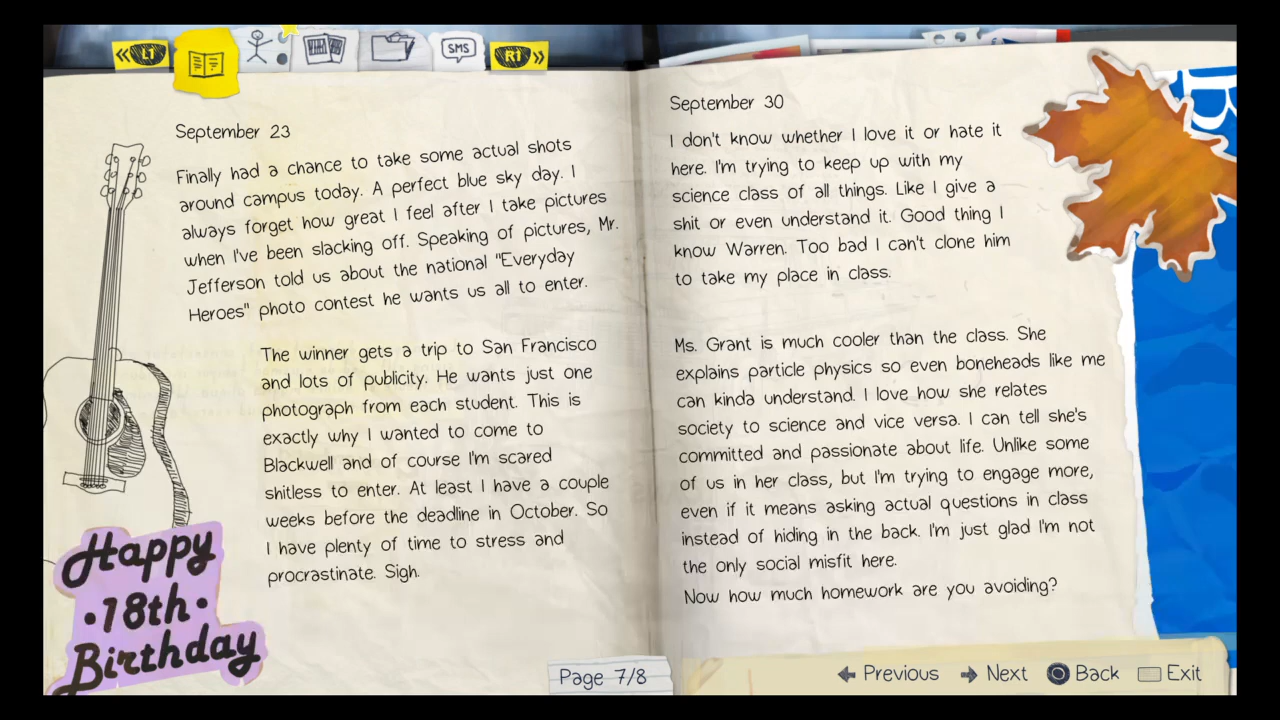 L1
SMS
R1
September 23
Finally had a chance to take some actual shots
around campus today. A perfect blue sky day. I
always forget how great I feel after I take pictures
when I've been slacking off. Speaking of pictures, Mr.
Jefferson told us about the national "Everyday
Heroes" photo contest he wants us all to enter.
The winner gets a trip to San Francisco
and lots of publicity. He wants just one
photograph from each student. This is
exactly why I wanted to come to
Blackwell and of course I'm scared
shitless to enter. At least I have a couple
weeks before the deadline in October. So
I have plenty of time to stress and
procrastinate. Sigh.
Happy
•18th•
Birthday
September 30
I don't know whether I love it or hate it
here. I'm trying to keep up with my
science class of all things. Like I give a
shit or even understand it. Good thing I
know Warren. Too bad I can't clone him
to take my place in class.
Ms. Grant is much cooler than the class. She
explains particle physics so even boneheads like me
can kinda understand. I love how she relates
society to science and vice versa. I can tell she's
committed and passionate about life. Unlike some
of us in her class, but I'm trying to engage more,
even if it means asking actual questions in class
instead of hiding in the back. I'm just glad I'm not
the only social misfit here.
Now how much homework are you avoiding?
Page 7/8
Previous Next Back Exit